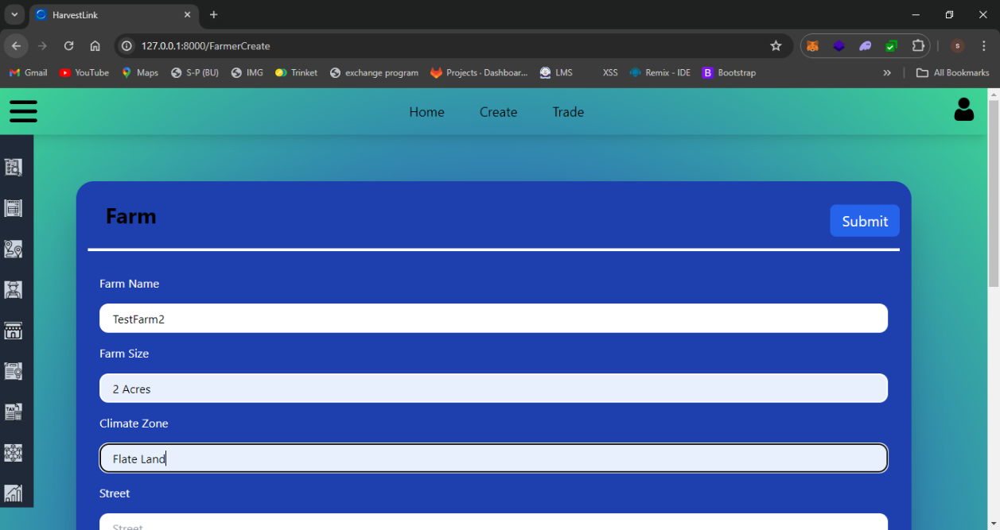 HarvestLink
127.0.0.1:8000/FarmerCreate
S
Gmail YouTube Maps S-P (BU) IMG Trinket exchange program Projects · Dashboar... LMS XSS Remix - IDE B Bootstrap » All Bookmarks
Home Create Trade
Farm
Submit
Farm Name
TestFarm2
Farm Size
2 Acres
Climate Zone
Flate Land
TAX
Street
Street